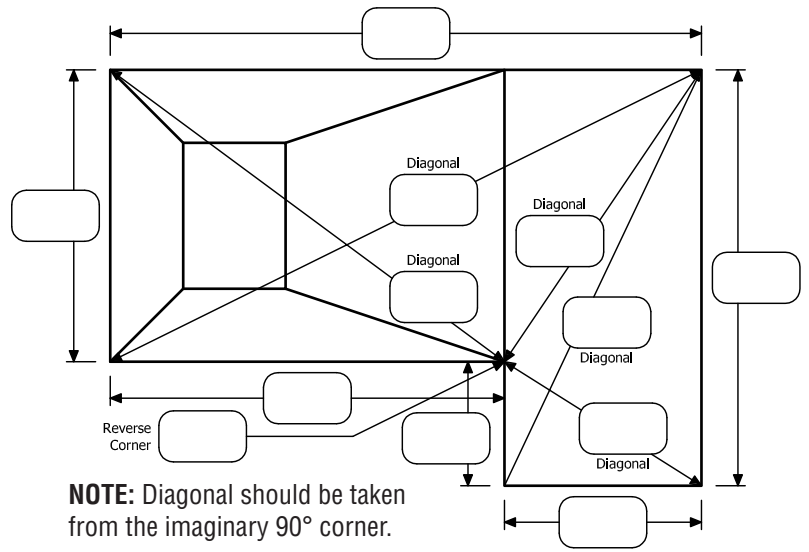 Diagonal
Diagonal
Diagonal
Diagonal
Reverse
Corner
Diagonal
NOTE: Diagonal should be taken
from the imaginary 90° corner.